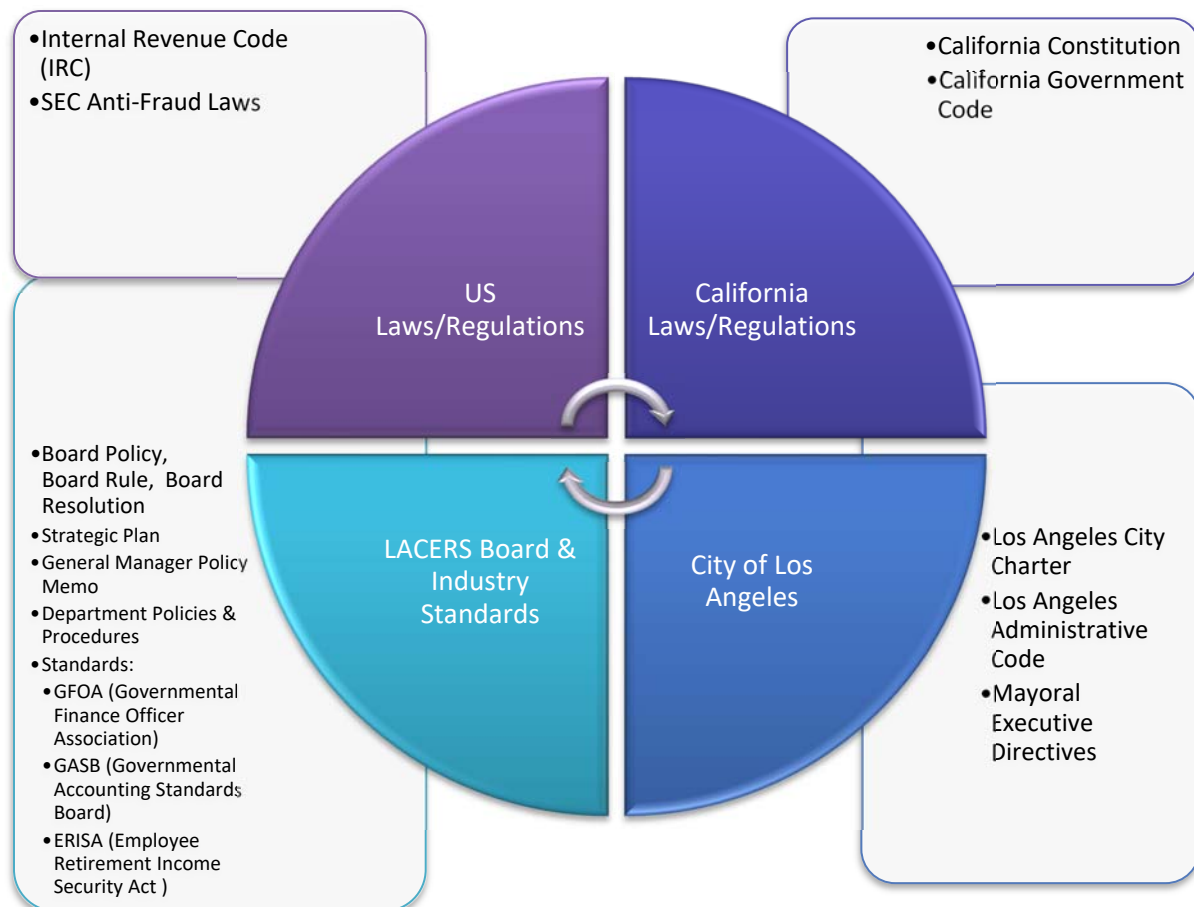 •Internal Revenue Code
(IRC)
•SEC Anti-Fraud Laws
•California Constitution
•California Government
Code
US
Laws/Regulations
California
Laws/Regulations
LACERS Board &
Industry
Standards
City of Los
Angeles
•Board Policy,
Board Rule,  Board
Resolution
•Strategic Plan
•General Manager Policy
Memo
•Department Policies &
Procedures
•Standards:
•GFOA (Governmental
Finance Officer
Association)
•GASB (Governmental
Accounting Standards
Board)
•ERISA (Employee
Retirement Income
Security Act )
•Los Angeles City
Charter
•Los Angeles
Administrative
Code
•Mayoral
Executive
Directives